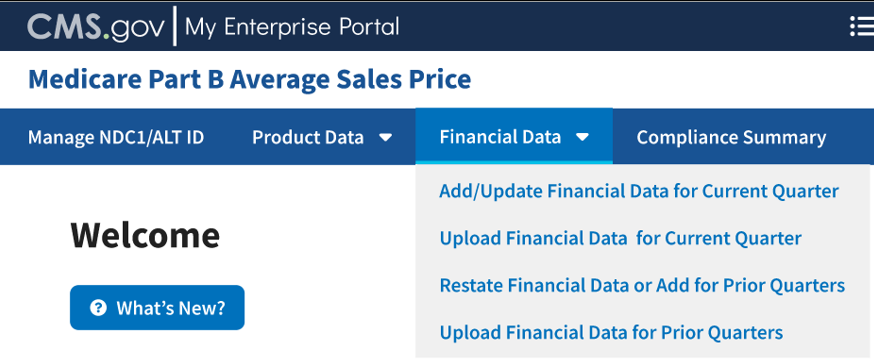 CMS.gov | My Enterprise Portal
Medicare Part B Average Sales Price
Manage NDC1/ALT ID Product Data Financial Data Compliance Summary
Add/Update Financial Data for Current Quarter
Upload Financial Data for Current Quarter
Restate Financial Data or Add for Prior Quarters
Upload Financial Data for Prior Quarters
Welcome
What's New?